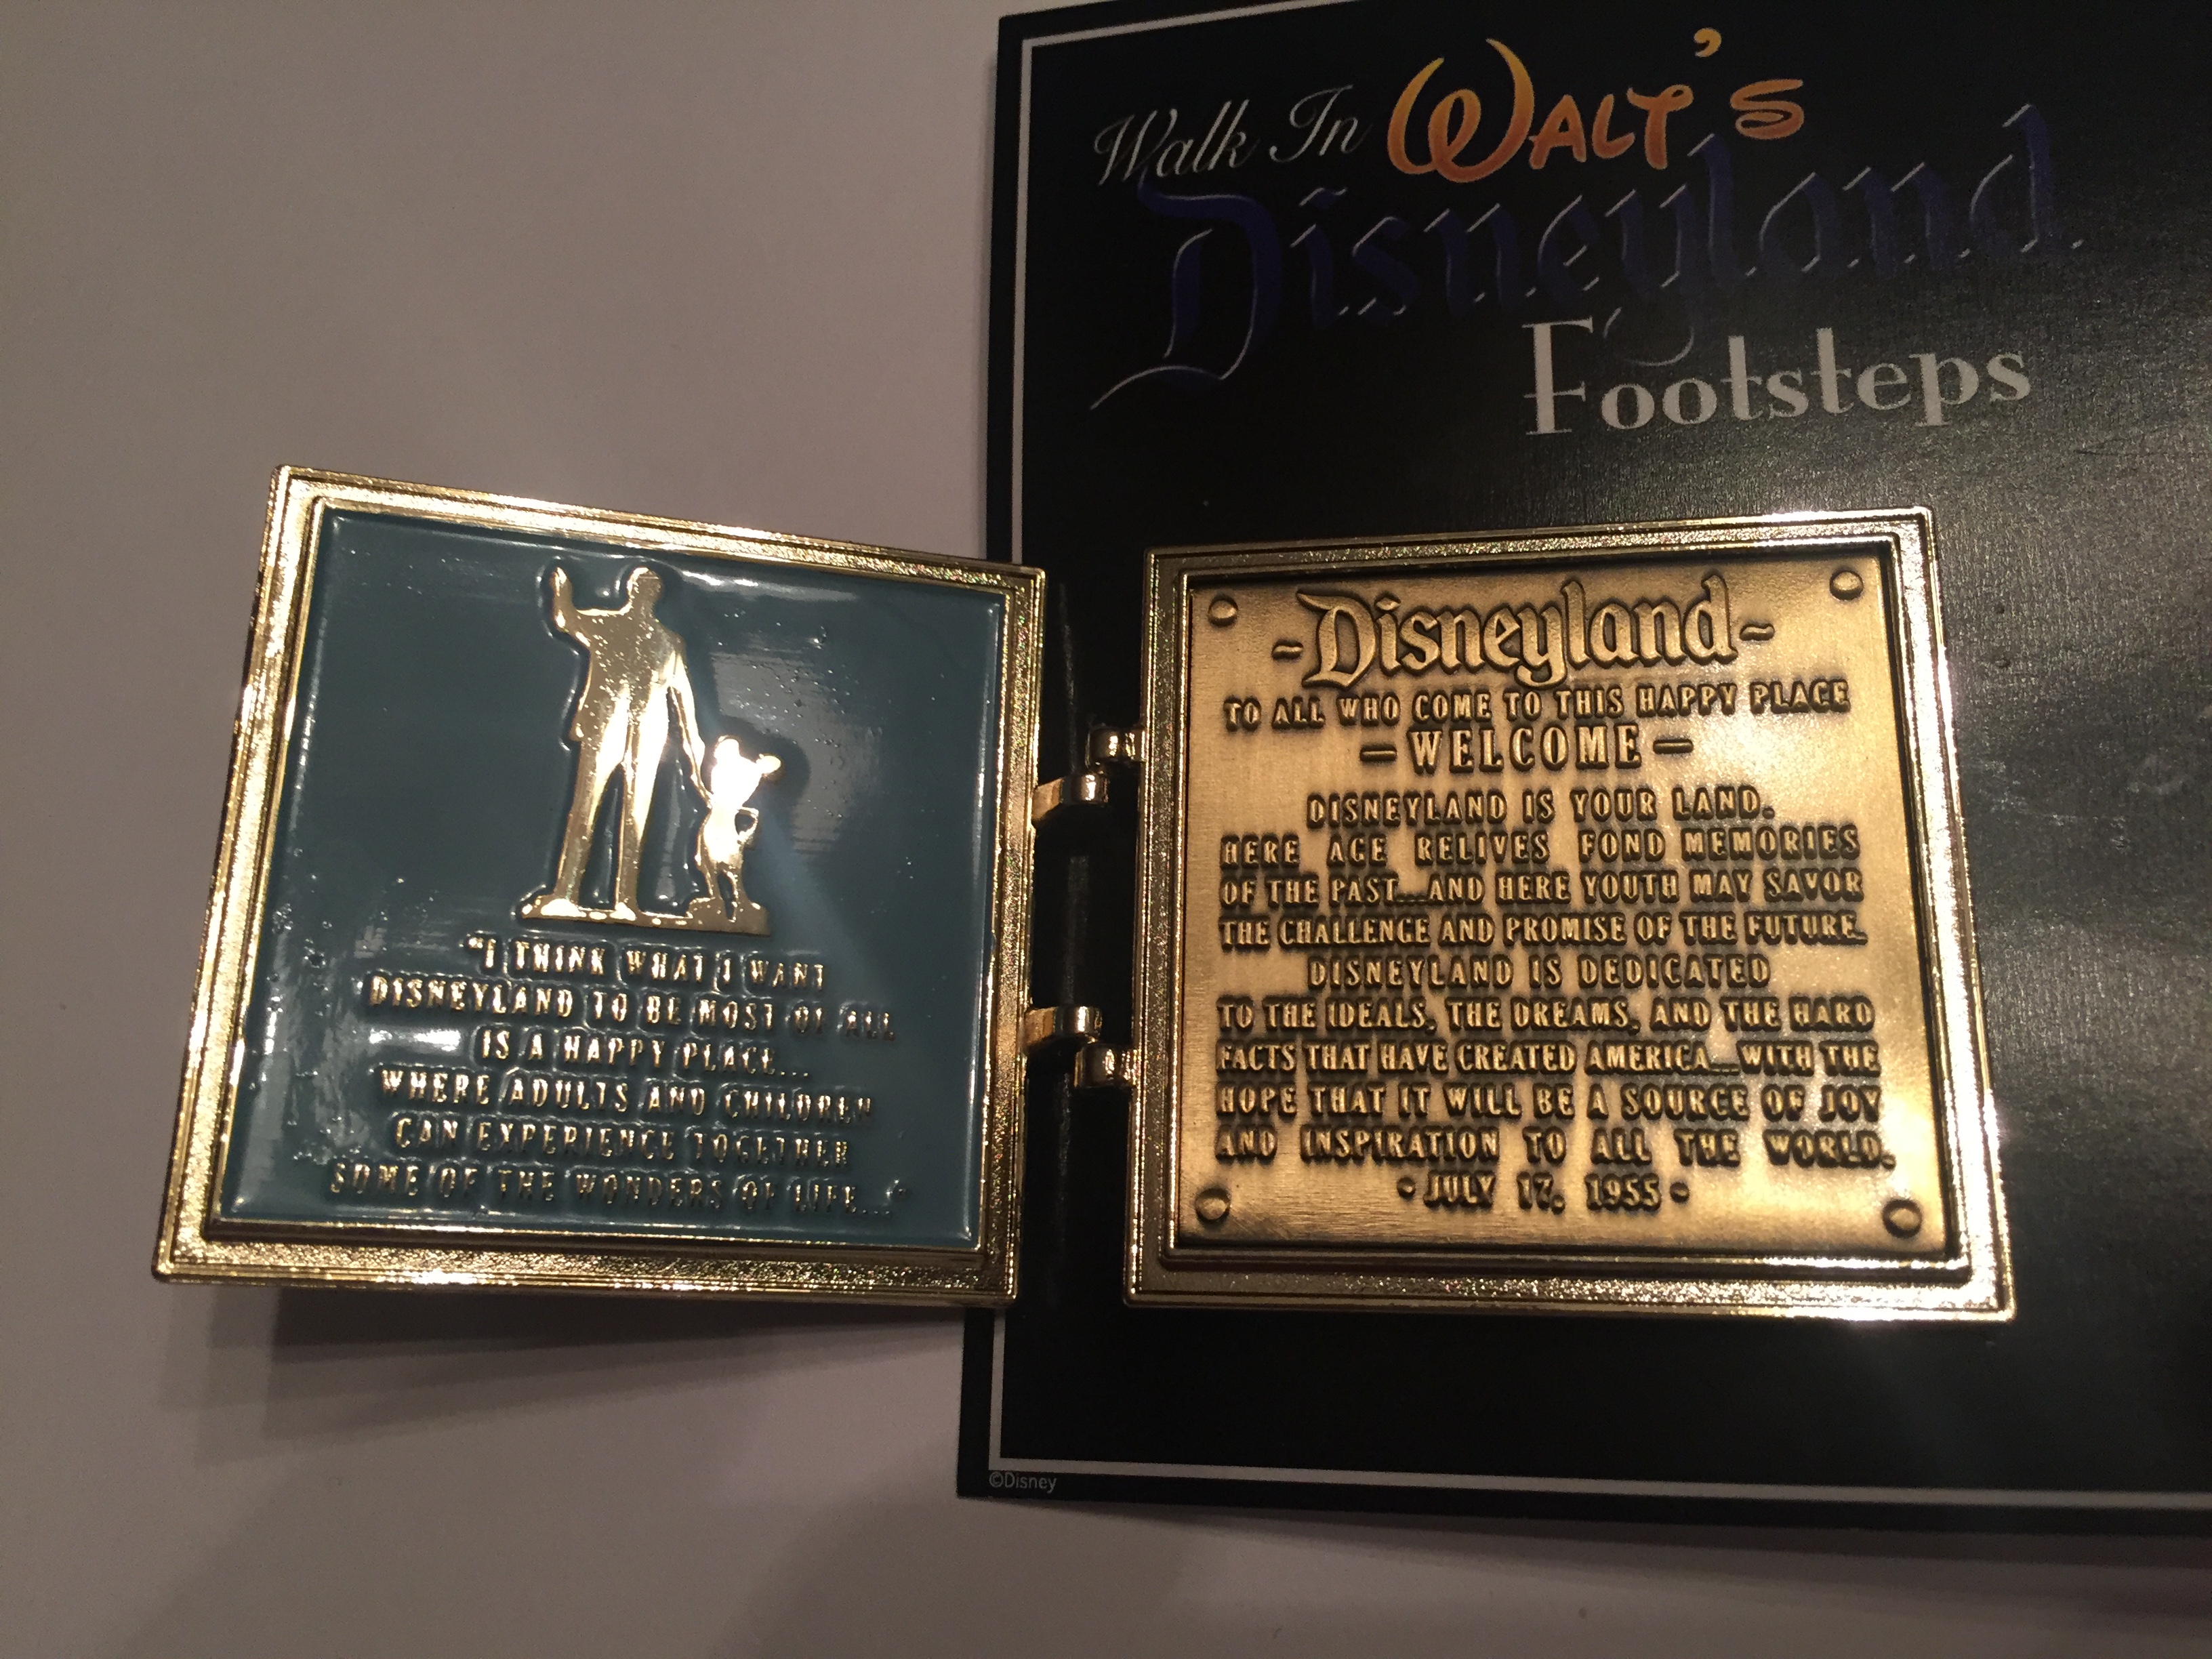 Walk In WALT'S
Disneyland
Footsteps
"I THINK WHAT I WANT
DISNEYLAND TO BE MOST OF ALL
IS A HAPPY PLACE...
WHERE ADULTS AND CHILDREN
CAN EXPERIENCE TOGETHER
SOME OF THE WONDERS OF LIFE..."
-Disneyland-
TO ALL WHO COME TO THIS HAPPY PLACE
- WELCOME -
DISNEYLAND IS YOUR LAND.
HERE AGE RELIVES FOND MEMORIES
OF THE PAST...AND HERE YOUTH MAY SAVOR
THE CHALLENGE AND PROMISE OF THE FUTURE.
DISNEYLAND IS DEDICATED
TO THE IDEALS, THE DREAMS, AND THE HARD
FACTS THAT HAVE CREATED AMERICA...WITH THE
HOPE THAT IT WILL BE A SOURCE OF JOY
AND INSPIRATION TO ALL THE WORLD.
• JULY 17, 1955 •
©Disney